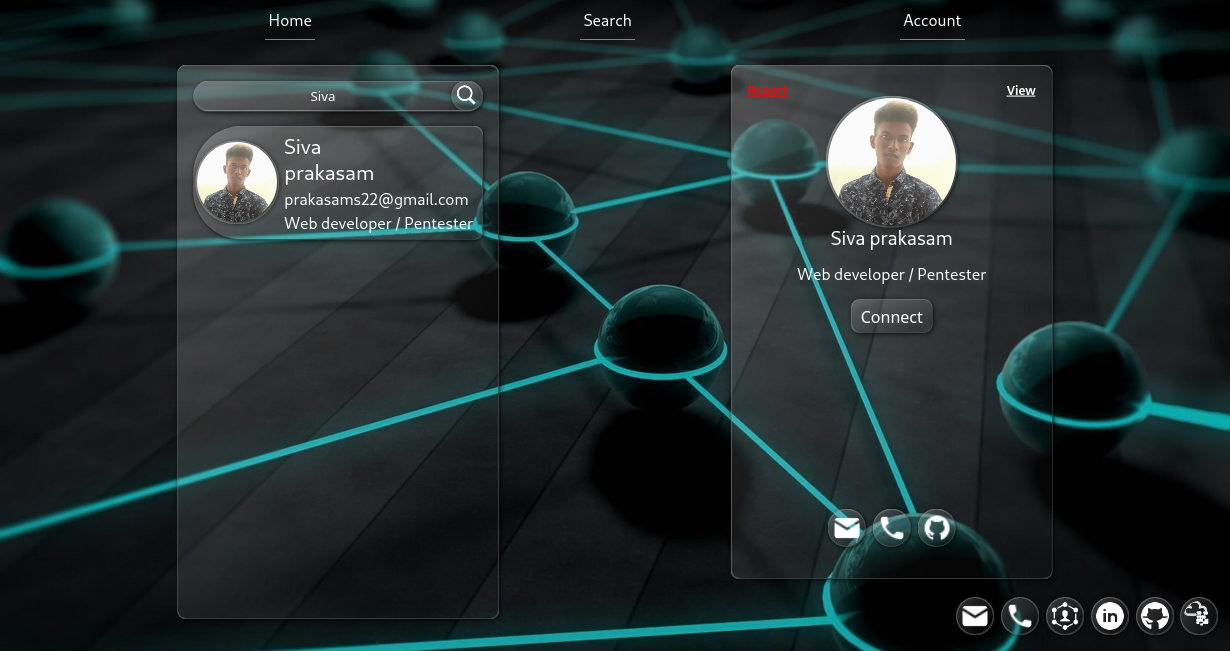 Home
Search
Account
Siva
Siva
prakasam
prakasams22@gmail.com
Web developer / Pentester
Report
View
Siva prakasam
Web developer / Pentester
Connect
in